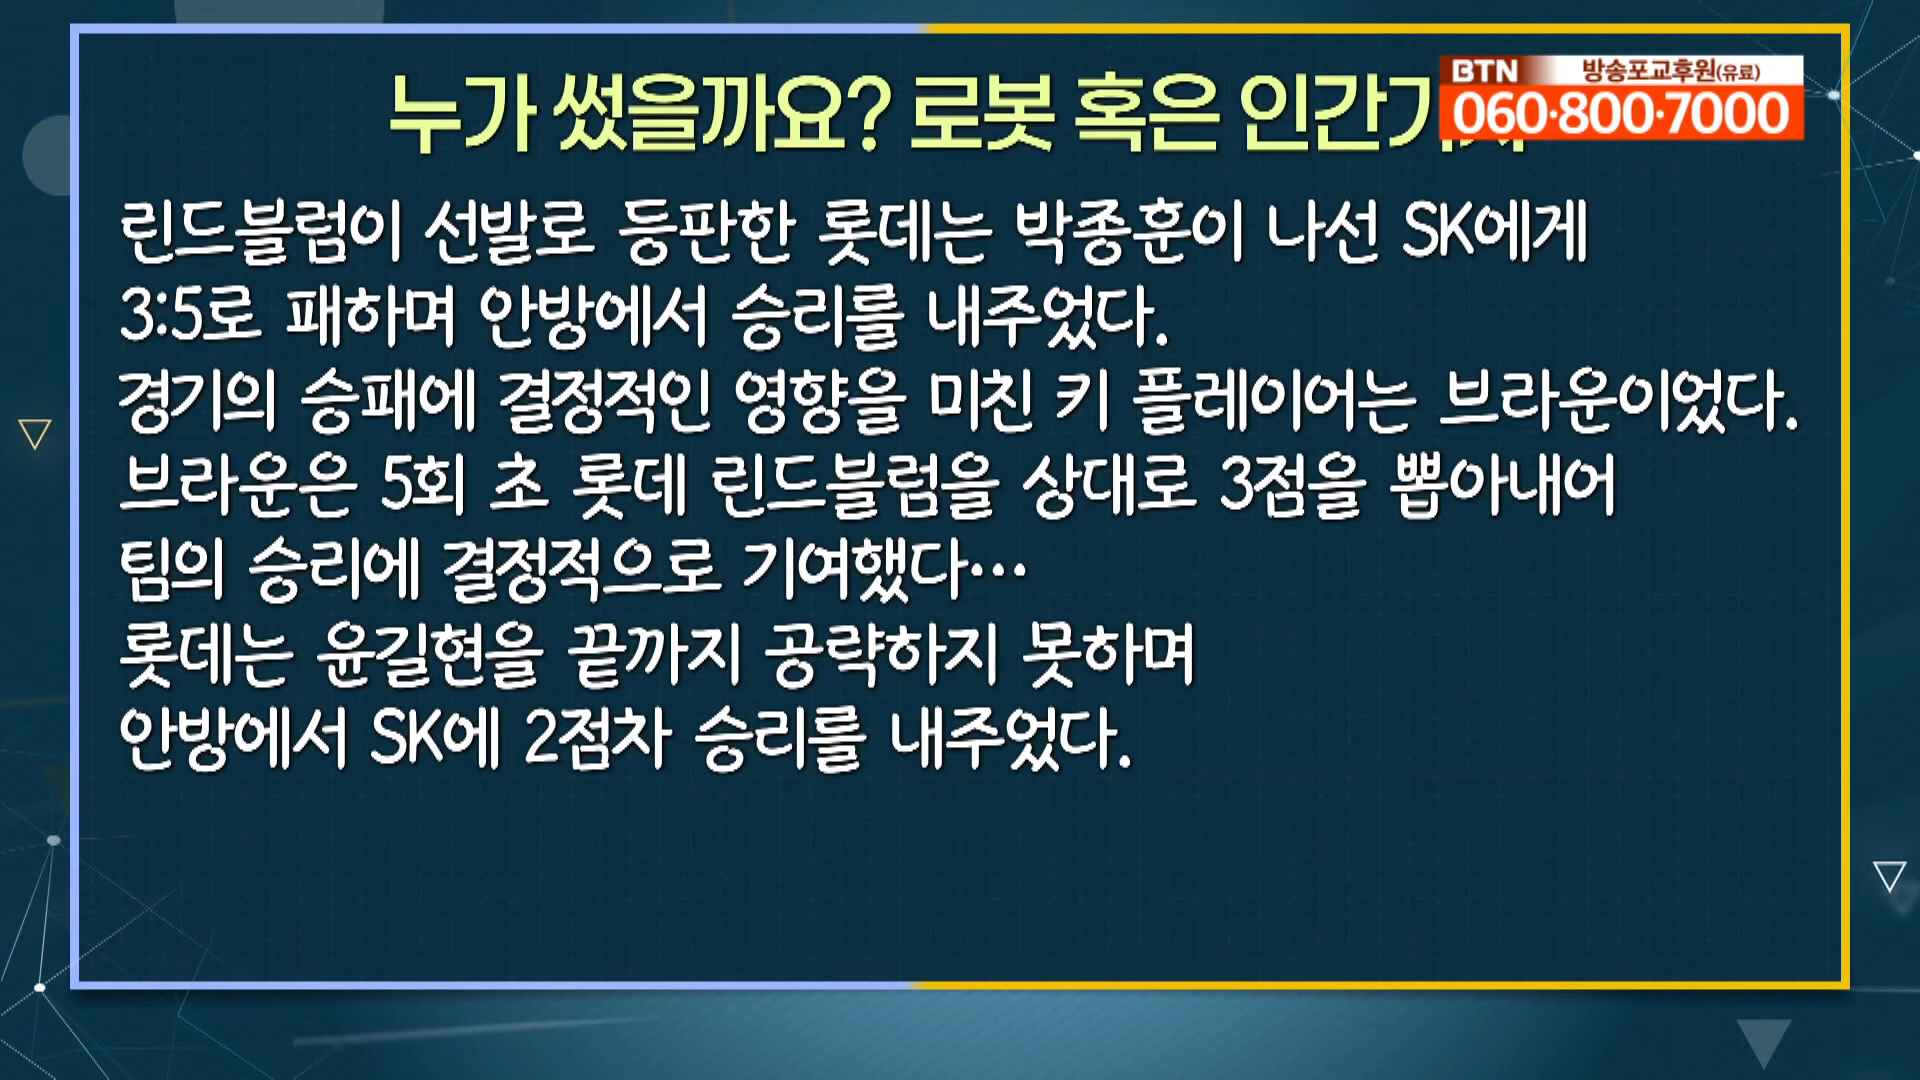 누가 썼을까요? 로봇 혹은
BTN 방송포교후원(유료)
060·800·7000
린드블럼이 선발로 등판한 롯데는 박종훈이 나선 SK에게
3:5로 패하며 안방에서 승리를 내주었다.
경기의 승패에 결정적인 영향을 미친 키 플레이어는 브라운이었다.
브라운은 5회 초 롯데 린드블럼을 상대로 3점을 뽑아내어
팀의 승리에 결정적으로 기여했다…
롯데는 윤길현을 끝까지 공략하지 못하며
안방에서 SK에 2점차 승리를 내주었다.